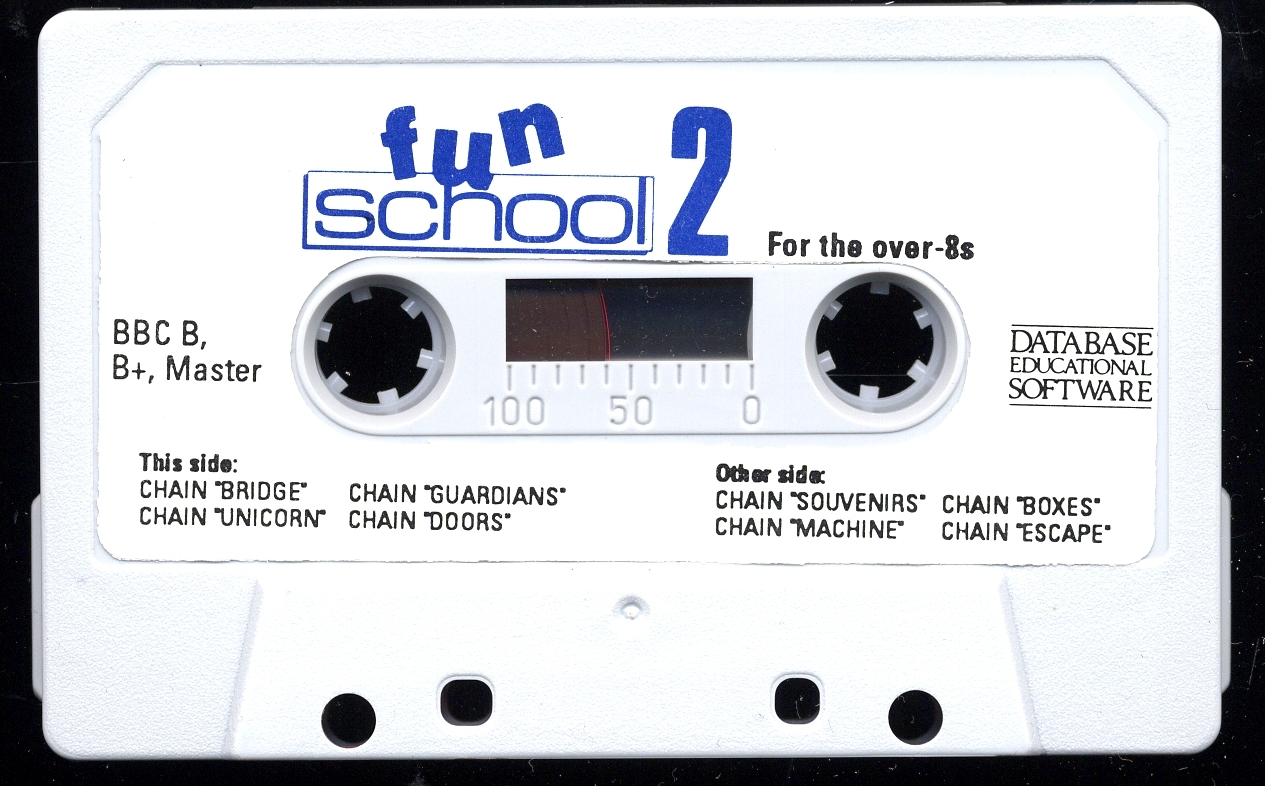 fun
school 2
For the over-8s
BBC B,
B+, Master
100 50 0
DATABASE
EDUCATIONAL
SOFTWARE
This side:
CHAIN "BRIDGE" CHAIN "GUARDIANS"
CHAIN "UNICORN" CHAIN "DOORS"
Other side:
CHAIN "SOUVENIRS" CHAIN "BOXES"
CHAIN "MACHINE" CHAIN "ESCAPE"